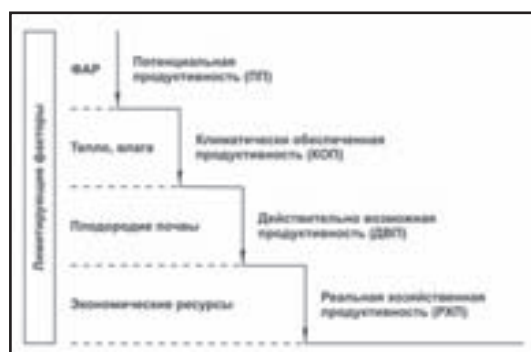 Лимитирующие факторы
ФАР
Потенциальная
продуктивность (ПП)
Тепло, влага
Климатически обеспеченная
продуктивность (КОП)
Плодородие почвы
Действительно возможная
продуктивность (ДВП)
Экономические ресурсы
Реальная хозяйственная
продуктивность (РХП)